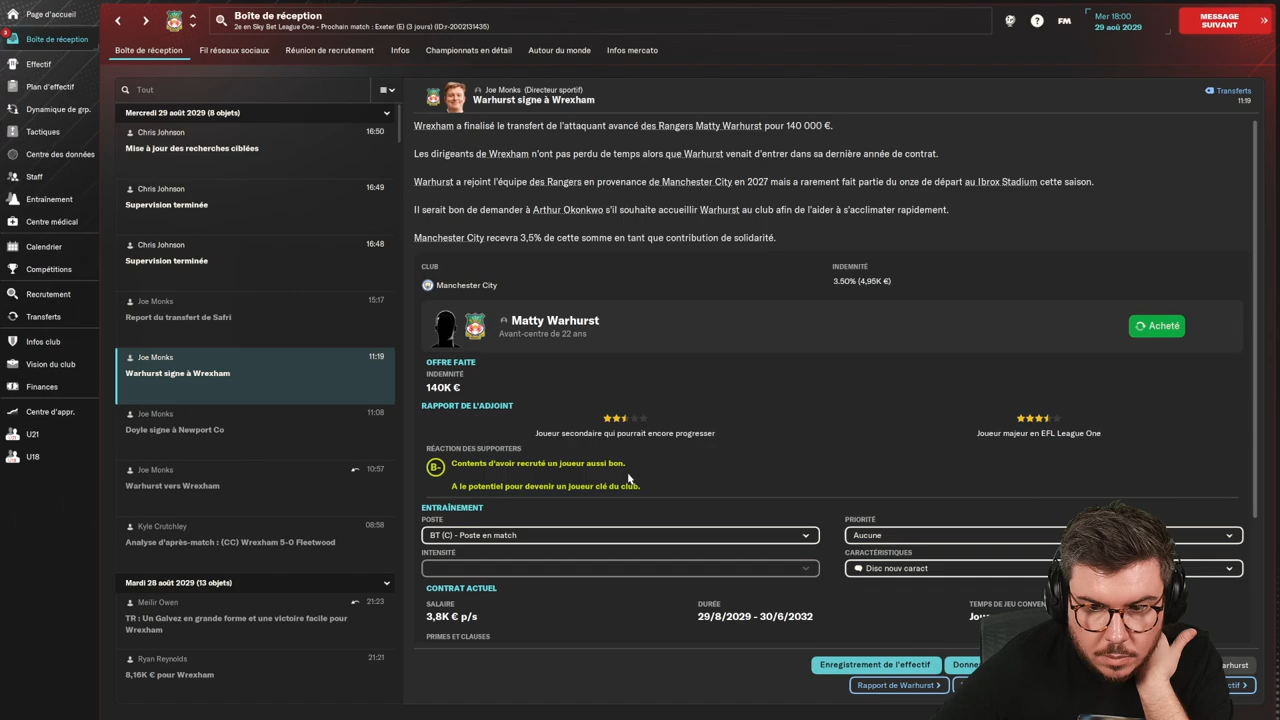 Page d'accueil
3
Boîte de réception
Effectif
Plan d'effectif
Dynamique de grp.
Tactiques
Centre des données
Staff
Entraînement
Centre médical
Calendrier
Compétitions
Recrutement
Transferts
Infos club
Vision du club
Finances
Centre d'appr.
U21
U18
Boîte de réception
2e en Sky Bet League One - Prochain match : Exeter (E) (3 jours) (ID:r-2002131435)
FM
Mer 18:00
29 aoû 2029
MESSAGE
SUIVANT
Boîte de réception
Fil réseaux sociaux
Réunion de recrutement
Infos
Championnats en détail
Autour du monde
Infos mercato
Tout
Mercredi 29 août 2029 (8 objets)
Chris Johnson 16:50
Mise à jour des recherches ciblées
Chris Johnson 16:49
Supervision terminée
Chris Johnson 16:48
Supervision terminée
Joe Monks 15:17
Report du transfert de Safri
Joe Monks 11:19
Warhurst signe à Wrexham
Joe Monks 11:08
Doyle signe à Newport Co
Joe Monks 10:57
Warhurst vers Wrexham
Kyle Crutchley 08:58
Analyse d'après-match : (CC) Wrexham 5-0 Fleetwood
Mardi 28 août 2029 (13 objets)
Meilir Owen 21:23
TR : Un Galvez en grande forme et une victoire facile pour
Wrexham
Ryan Reynolds 21:21
8,16K € pour Wrexham
Joe Monks (Directeur sportif)
Warhurst signe à Wrexham
Transferts
11:19
Wrexham a finalisé le transfert de l'attaquant avancé des Rangers Matty Warhurst pour 140 000 €.
Les dirigeants de Wrexham n'ont pas perdu de temps alors que Warhurst venait d'entrer dans sa dernière année de contrat.
Warhurst a rejoint l'équipe des Rangers en provenance de Manchester City en 2027 mais a rarement fait partie du onze de départ au Ibrox Stadium cette saison.
Il serait bon de demander à Arthur Okonkwo s'il souhaite accueillir Warhurst au club afin de l'aider à s'acclimater rapidement.
Manchester City recevra 3,5% de cette somme en tant que contribution de solidarité.
CLUB INDEMNITÉ
Manchester City 3.50% (4,95K €)
Matty Warhurst
Avant-centre de 22 ans
Acheté
OFFRE FAITE
INDEMNITÉ
140K €
RAPPORT DE L'ADJOINT
Joueur secondaire qui pourrait encore progresser
Joueur majeur en EFL League One
RÉACTION DES SUPPORTERS
B-
Contents d'avoir recruté un joueur aussi bon.
A le potentiel pour devenir un joueur clé du club.
ENTRAÎNEMENT
POSTE PRIORITÉ
BT (C) - Poste en match Aucune
INTENSITÉ CARACTÉRISTIQUES
Disc nouv caract
CONTRAT ACTUEL
SALAIRE DURÉE TEMPS DE JEU
3,8K € p/s 29/8/2029 - 30/6/2032
PRIMES ET CLAUSES
Enregistrement de l'effectif
Rapport de Warhurst